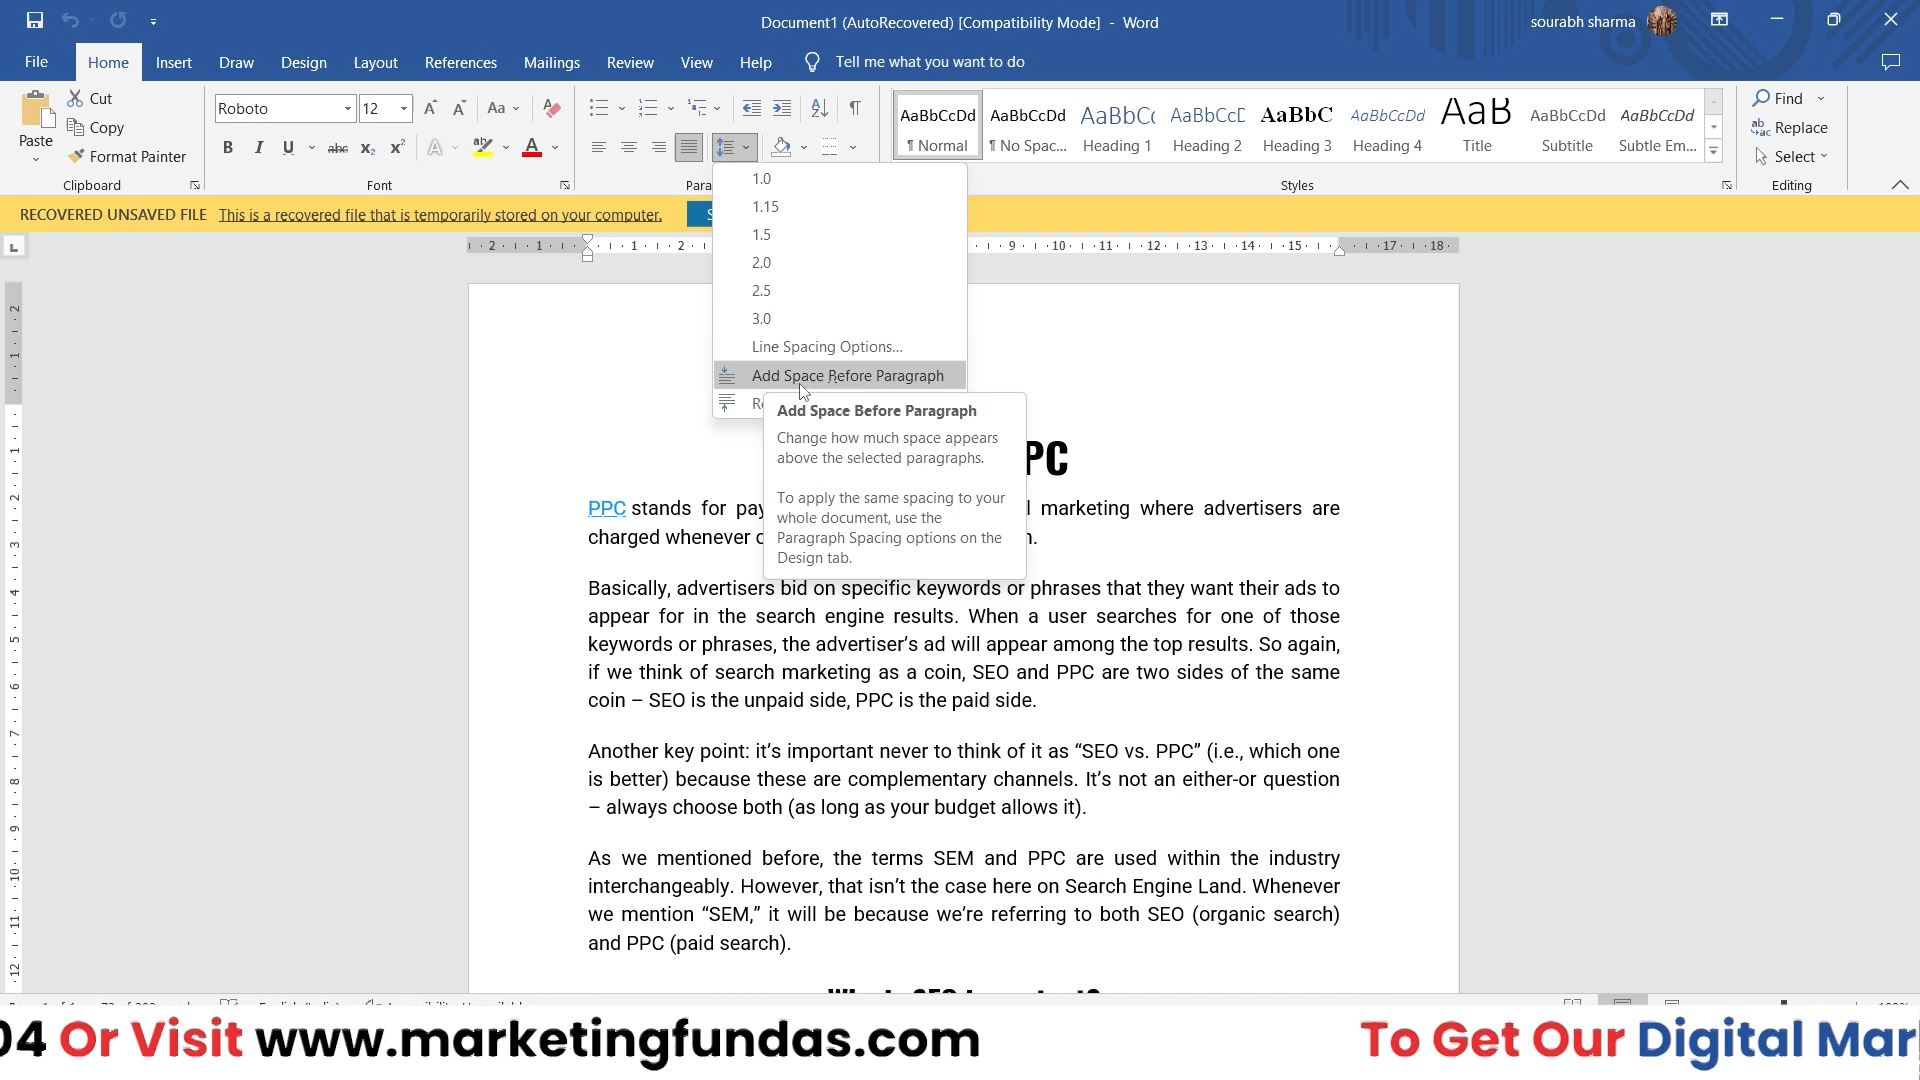 Document1 (AutoRecovered) [Compatibility Mode] - Word
sourabh sharma
File Home Insert Draw Design Layout References Mailings Review View Help Tell me what you want to do
Paste
Cut
Copy
Format Painter
Clipboard
Roboto 12
Font
Para
AaBbCcDd AaBbCcDd AaBbCc AaBbCcC AaBbC AaBbCcDd AaB AaBbCcDd AaBbCcDd
¶ Normal ¶ No Spac... Heading 1 Heading 2 Heading 3 Heading 4 Title Subtitle Subtle Em...
Styles
Find
Replace
Select
Editing
RECOVERED UNSAVED FILE This is a recovered file that is temporarily stored on your computer. S
1.0
1.15
1.5
2.0
2.5
3.0
Line Spacing Options...
Add Space Before Paragraph
Add Space Before Paragraph
Change how much space appears
above the selected paragraphs.
To apply the same spacing to your
whole document, use the
Paragraph Spacing options on the
Design tab.
PC
PPC stands for pay marketing where advertisers are
charged whenever
Basically, advertisers bid on specific keywords or phrases that they want their ads to
appear for in the search engine results. When a user searches for one of those
keywords or phrases, the advertiser’s ad will appear among the top results. So again,
if we think of search marketing as a coin, SEO and PPC are two sides of the same
coin – SEO is the unpaid side, PPC is the paid side.
Another key point: it’s important never to think of it as “SEO vs. PPC” (i.e., which one
is better) because these are complementary channels. It’s not an either-or question
– always choose both (as long as your budget allows it).
As we mentioned before, the terms SEM and PPC are used within the industry
interchangeably. However, that isn’t the case here on Search Engine Land. Whenever
we mention “SEM,” it will be because we’re referring to both SEO (organic search)
and PPC (paid search).
04 Or Visit www.marketingfundas.com To Get Our Digital Mar